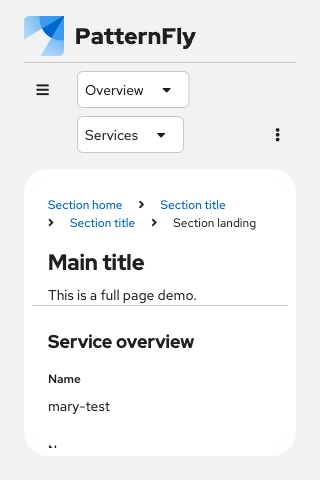 PatternFly
Overview
Services
Section home Section title
Section title Section landing
Main title
This is a full page demo.
Service overview
Name
mary-test